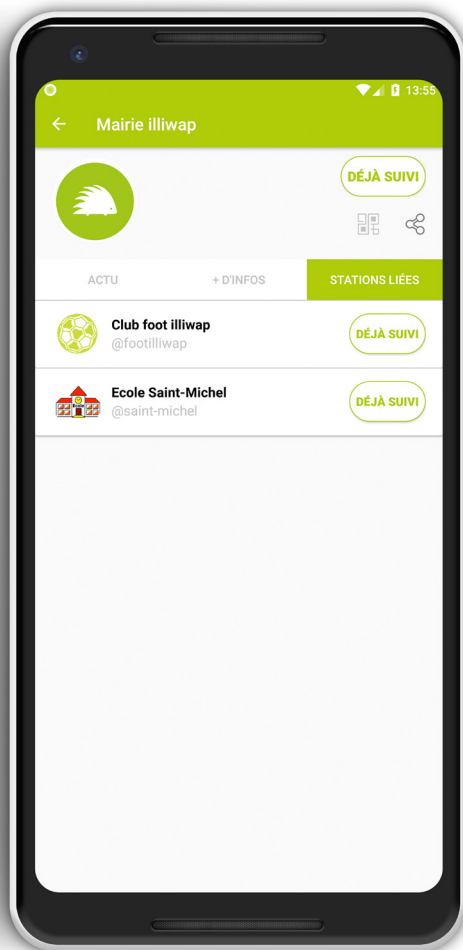 13:55
Mairie illiwap
DÉJÀ SUIVI
ACTU
+ D'INFOS
STATIONS LIÉES
Club foot illiwap
@footilliwap
DÉJÀ SUIVI
Ecole
Ecole Saint-Michel
@saint-michel
DÉJÀ SUIVI